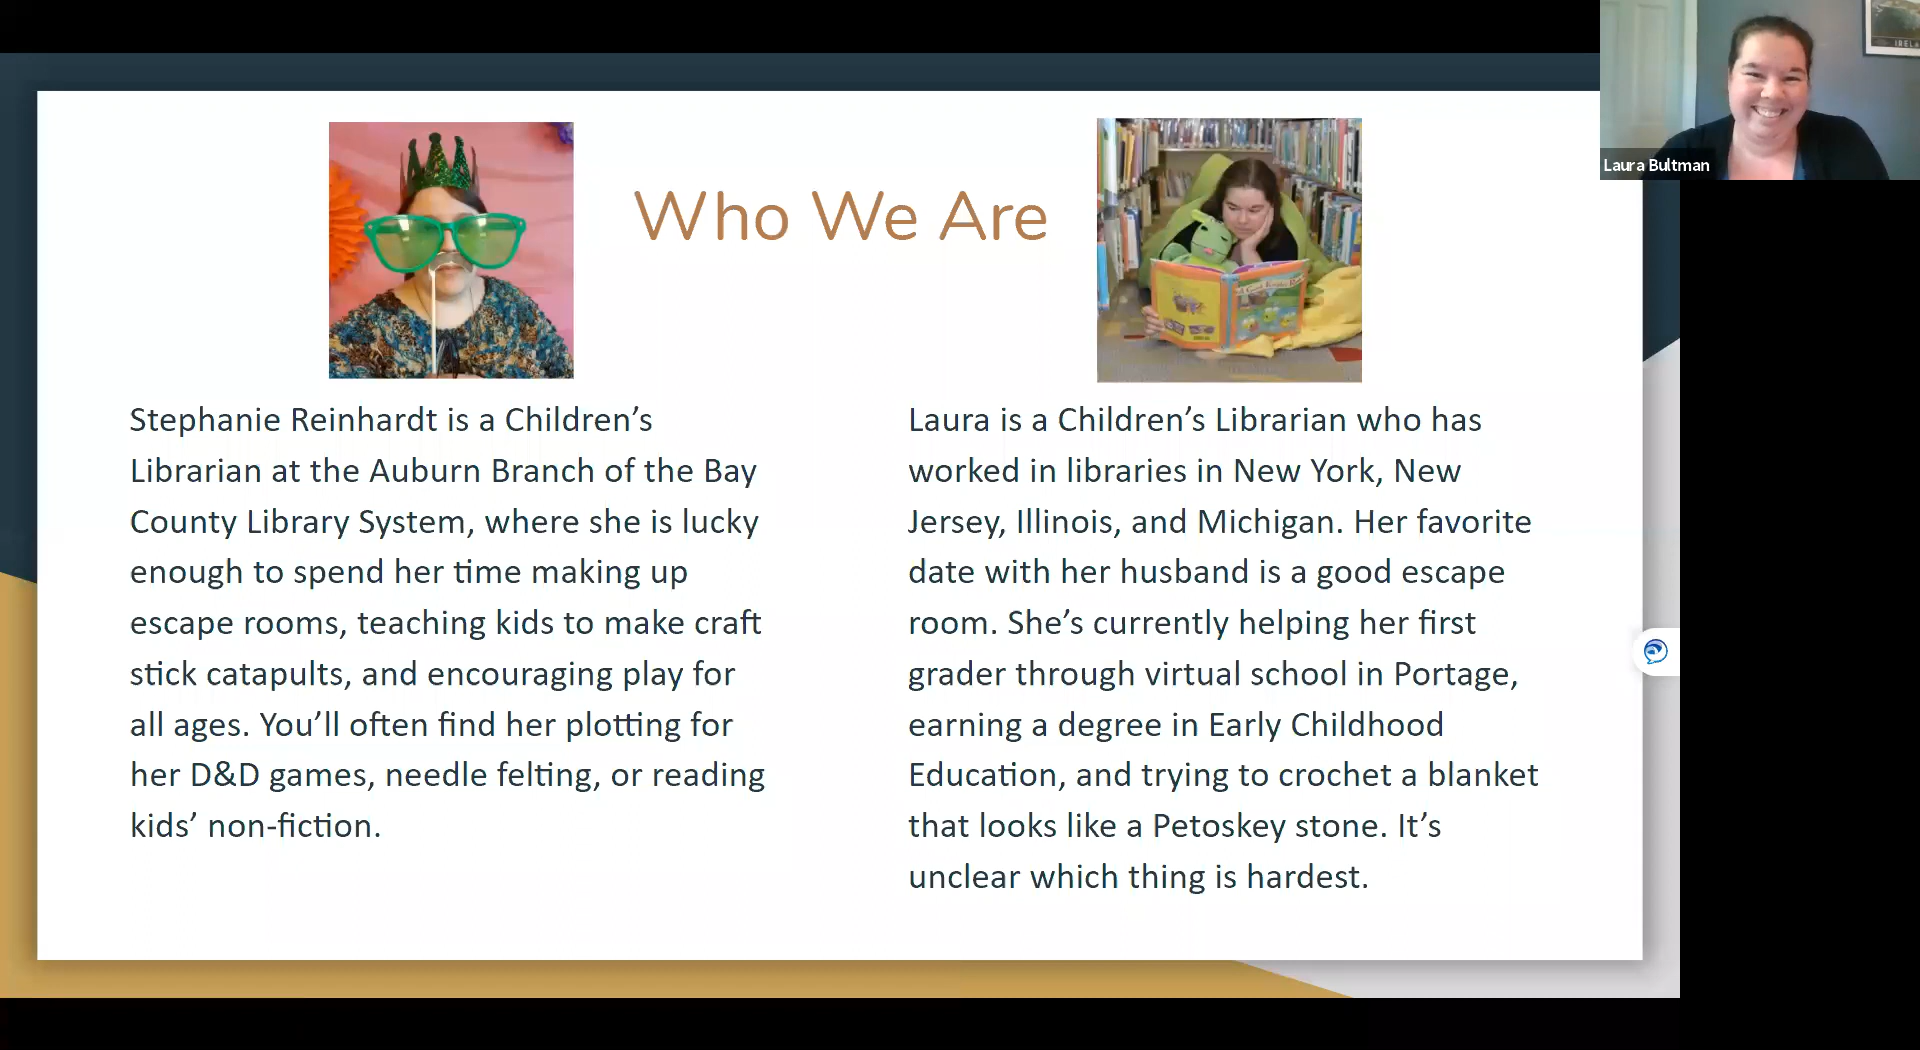 Who We Are
Stephanie Reinhardt is a Children’s
Librarian at the Auburn Branch of the Bay
County Library System, where she is lucky
enough to spend her time making up
escape rooms, teaching kids to make craft
stick catapults, and encouraging play for
all ages. You’ll often find her plotting for
her D&D games, needle felting, or reading
kids’ non-fiction.
Laura is a Children’s Librarian who has
worked in libraries in New York, New
Jersey, Illinois, and Michigan. Her favorite
date with her husband is a good escape
room. She’s currently helping her first
grader through virtual school in Portage,
earning a degree in Early Childhood
Education, and trying to crochet a blanket
that looks like a Petoskey stone. It’s
unclear which thing is hardest.
Laura Bultman